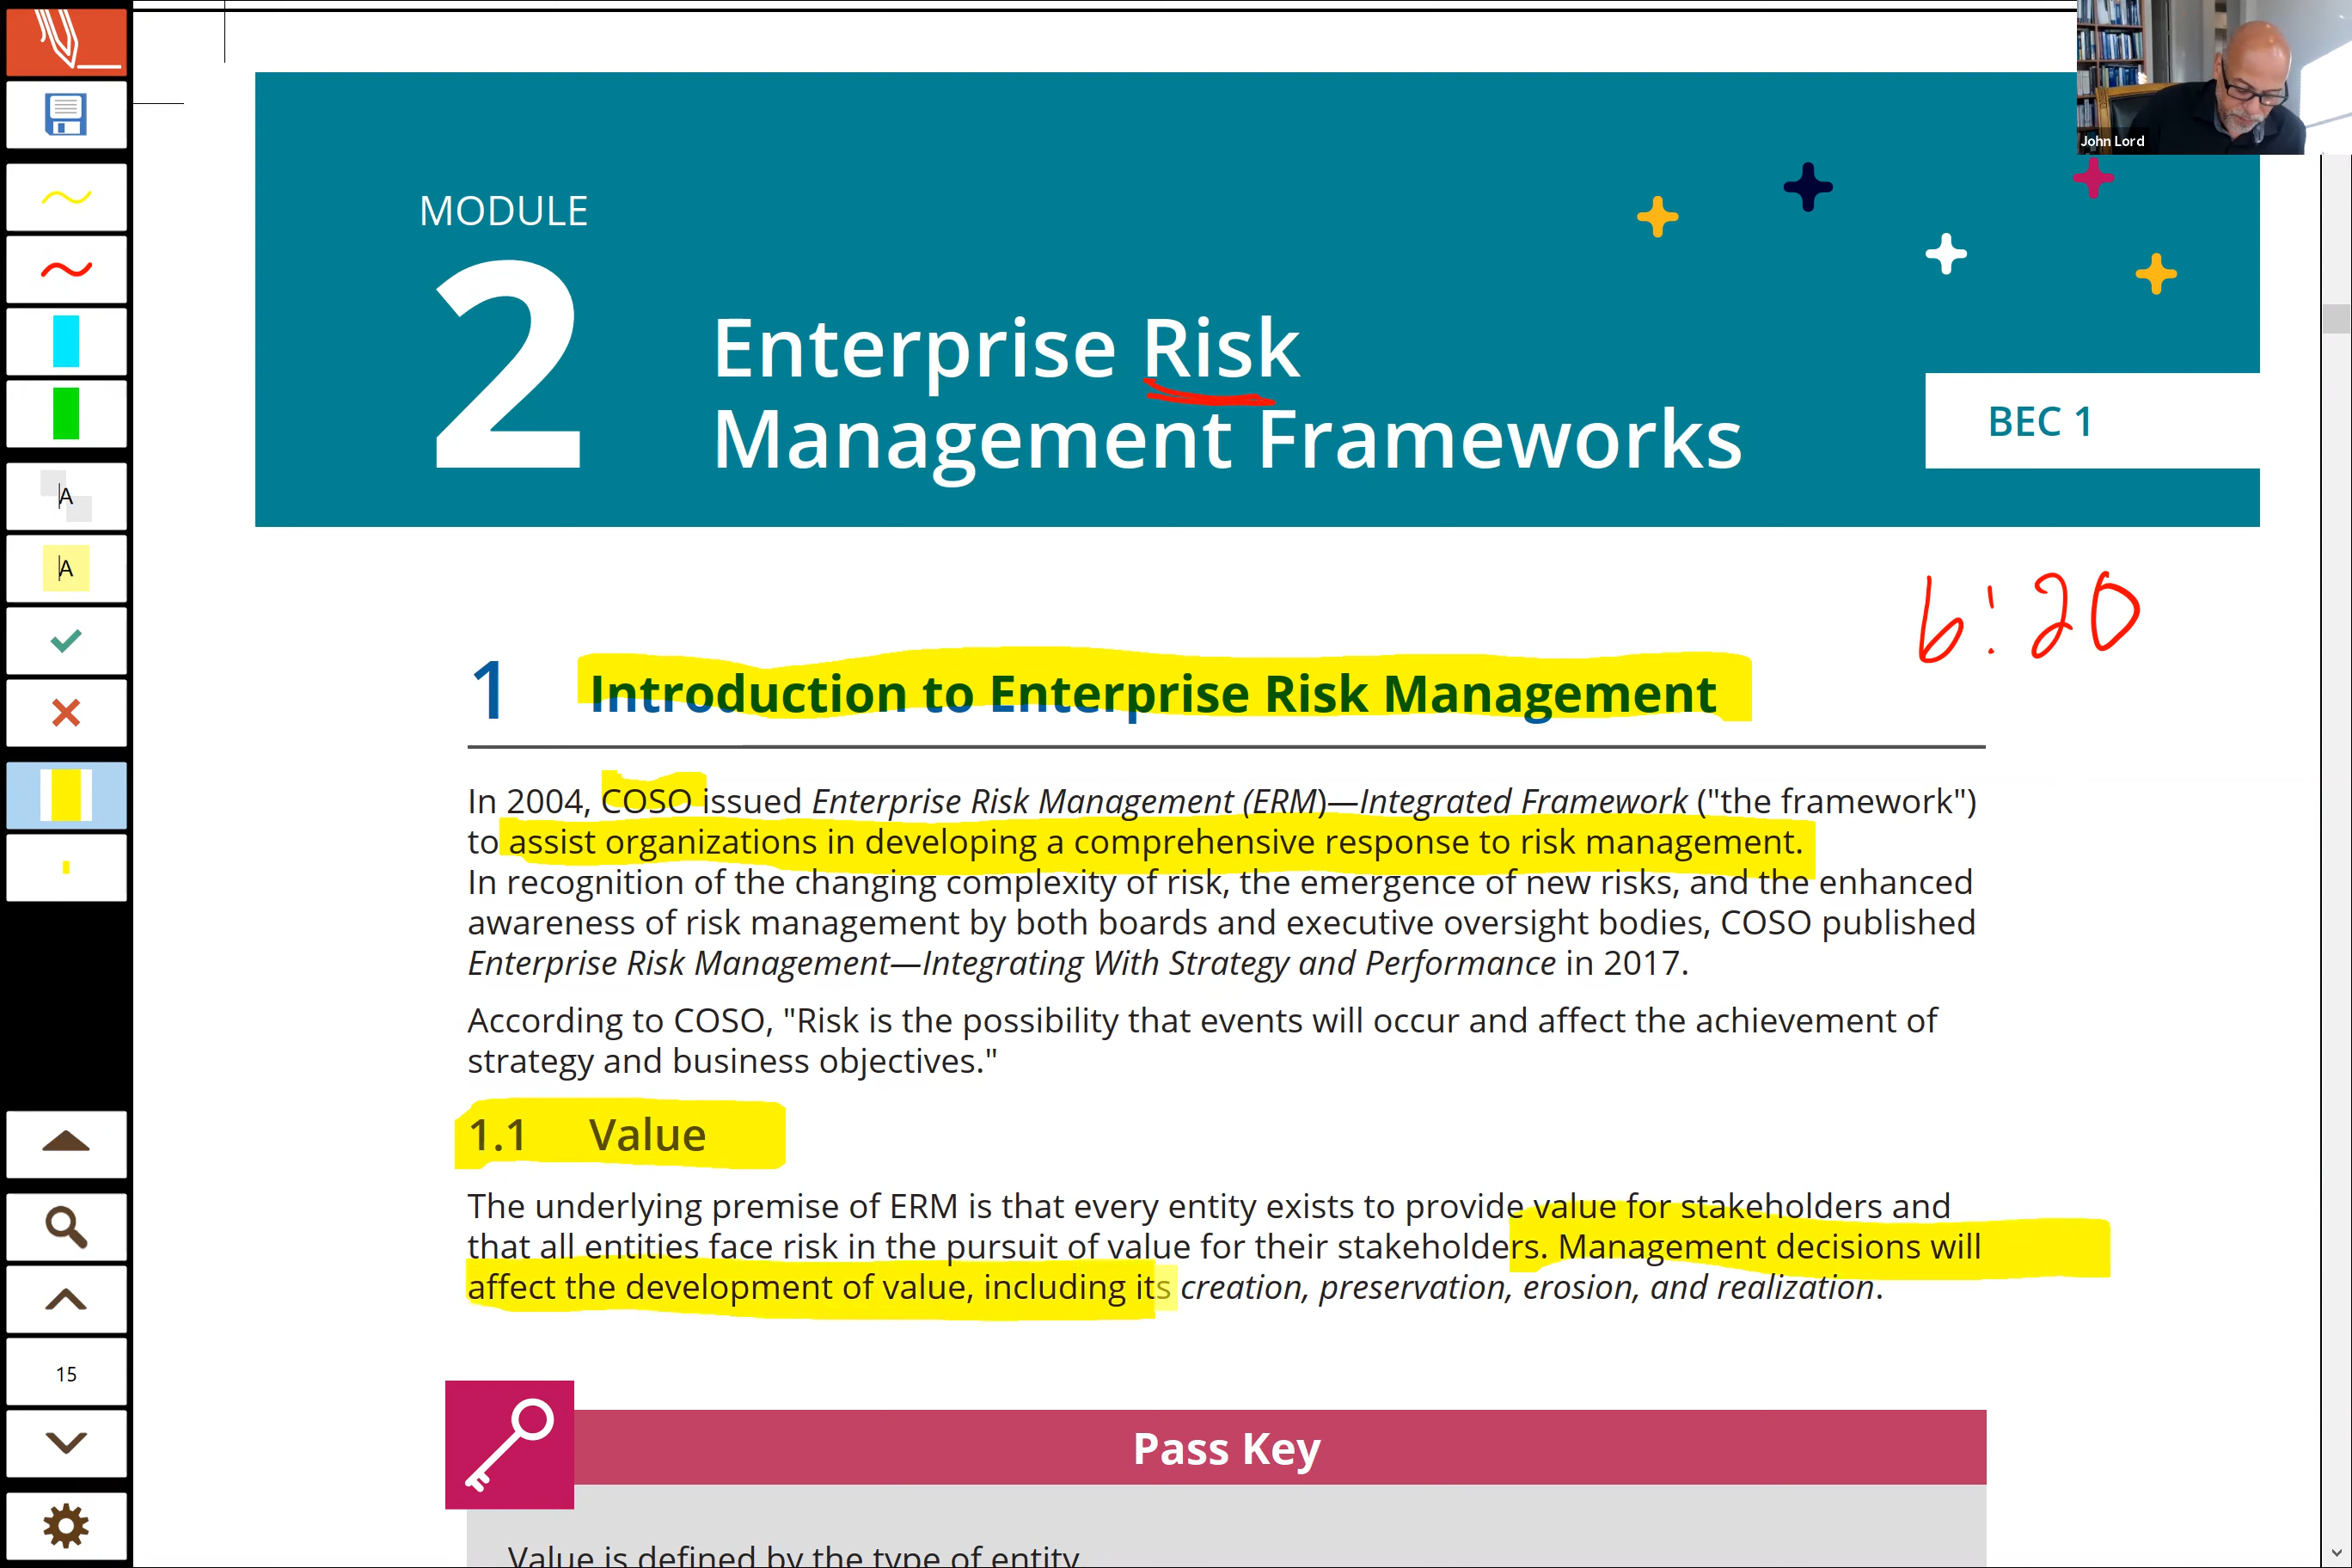 John Lord
MODULE
2
Enterprise Risk
Management Frameworks
BEC 1
6:20
1 Introduction to Enterprise Risk Management
In 2004, COSO issued Enterprise Risk Management (ERM)—Integrated Framework ("the framework")
to assist organizations in developing a comprehensive response to risk management.
In recognition of the changing complexity of risk, the emergence of new risks, and the enhanced
awareness of risk management by both boards and executive oversight bodies, COSO published
Enterprise Risk Management—Integrating With Strategy and Performance in 2017.
According to COSO, "Risk is the possibility that events will occur and affect the achievement of
strategy and business objectives."
1.1 Value
The underlying premise of ERM is that every entity exists to provide value for stakeholders and
that all entities face risk in the pursuit of value for their stakeholders. Management decisions will
affect the development of value, including its creation, preservation, erosion, and realization.
Pass Key
Value is defined by the type of entity
A
A
15